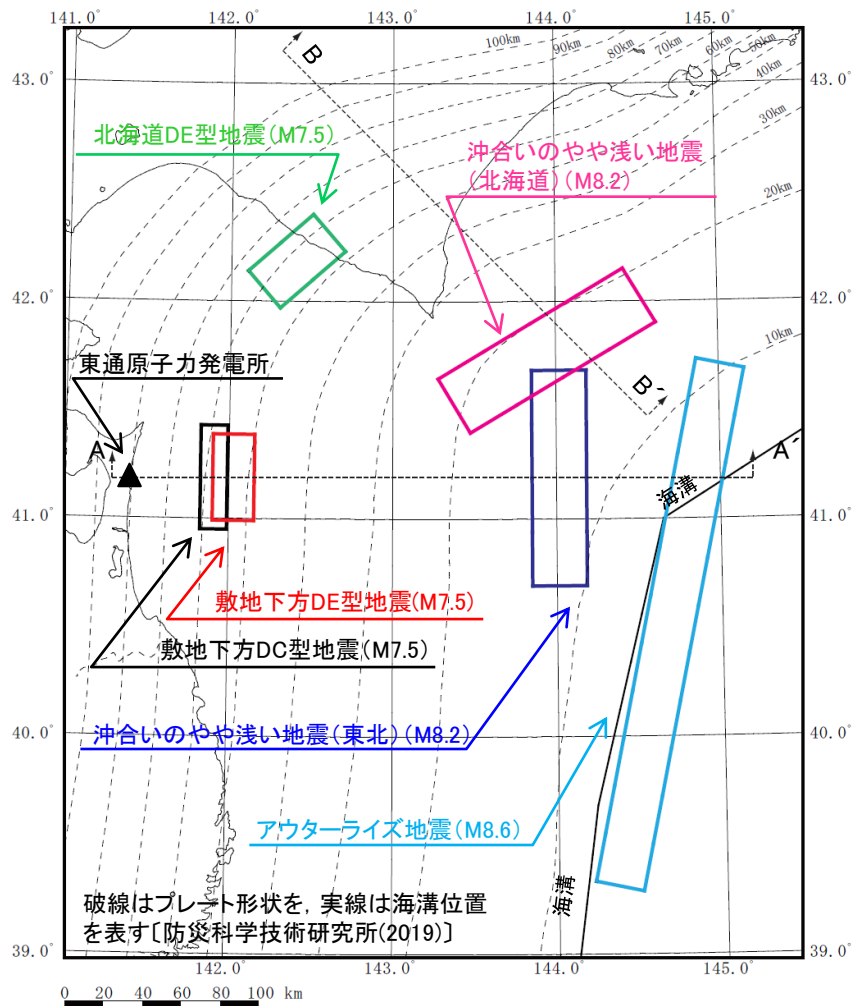 141.0°
142.0°
143.0°
144.0°
145.0°
100km
90km
80km
70km
60km
50km
40km
30km
20km
10km
43.0°
43.0°
B
北海道DE型地震(M7.5)
沖合いのやや浅い地震
(北海道)(M8.2)
42.0°
42.0°
東通原子力発電所
B´
A
A´
海溝
41.0°
41.0°
敷地下方DE型地震(M7.5)
敷地下方DC型地震(M7.5)
沖合いのやや浅い地震(東北)(M8.2)
40.0°
40.0°
アウターライズ地震(M8.6)
海溝
破線はプレート形状を，実線は海溝位置
を表す〔防災科学技術研究所(2019)〕
39.0°
39.0°
142.0°
143.0°
144.0°
145.0°
0 20 40 60 80 100 km